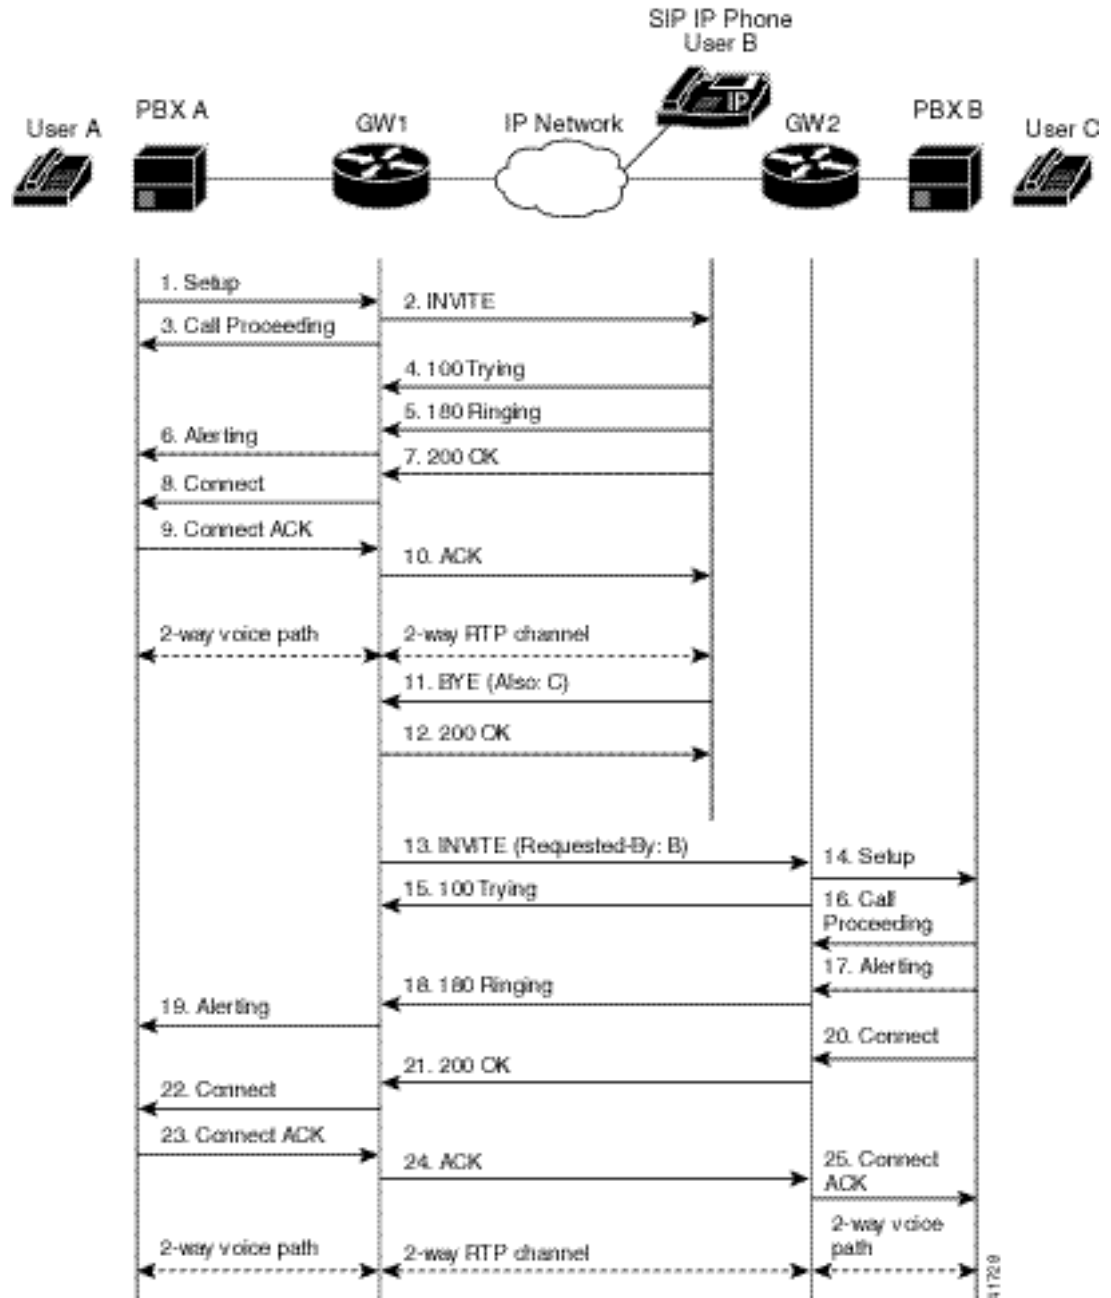 SIP IP Phone
User B
IP
PBX A
GW1
IP Network
GW2
PBX B
User A
User C
1. Setup
2. INVITE
3. Call Proceeding
4. 100 Trying
5. 180 Ringing
6. Alerting
7. 200 OK
8. Connect
9. Connect ACK
10. ACK
2-way voice path
2-way RTP channel
11. BYE (Also: C)
12. 200 OK
13. INVITE (Requested-By: B)
14. Setup
15. 100 Trying
16. Call
Proceeding
17. Alerting
18. 180 Ringing
19. Alerting
20. Connect
21. 200 OK
22. Connect
23. Connect ACK
24. ACK
25. Connect
ACK
2-way voice path
2-way RTP channel
2-way voice
path
41729